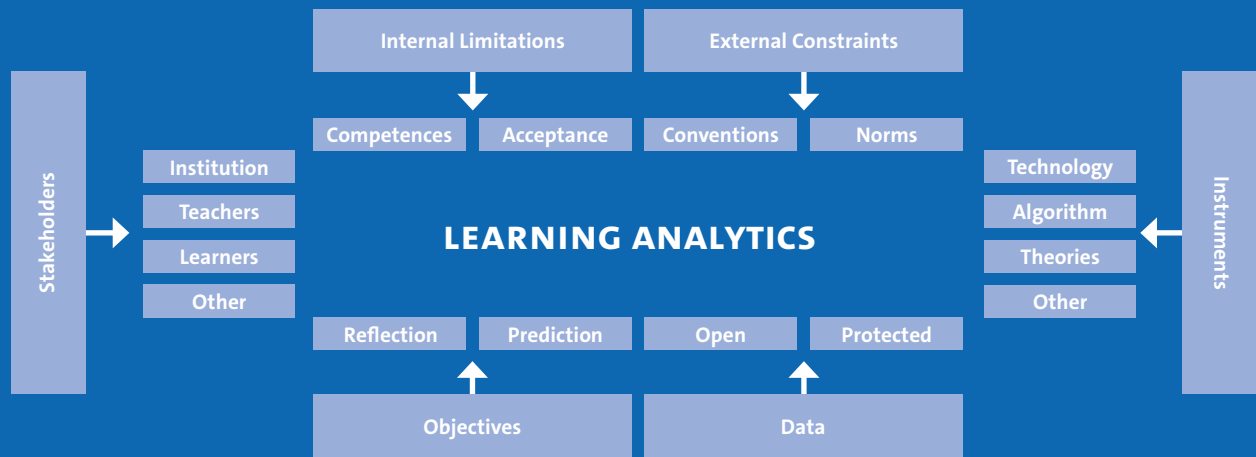 Internal Limitations
External Constraints
Competences
Acceptance
Conventions
Norms
Stakeholders
Institution
Teachers
Learners
Other
LEARNING ANALYTICS
Technology
Algorithm
Theories
Other
Instruments
Reflection
Prediction
Open
Protected
Objectives
Data